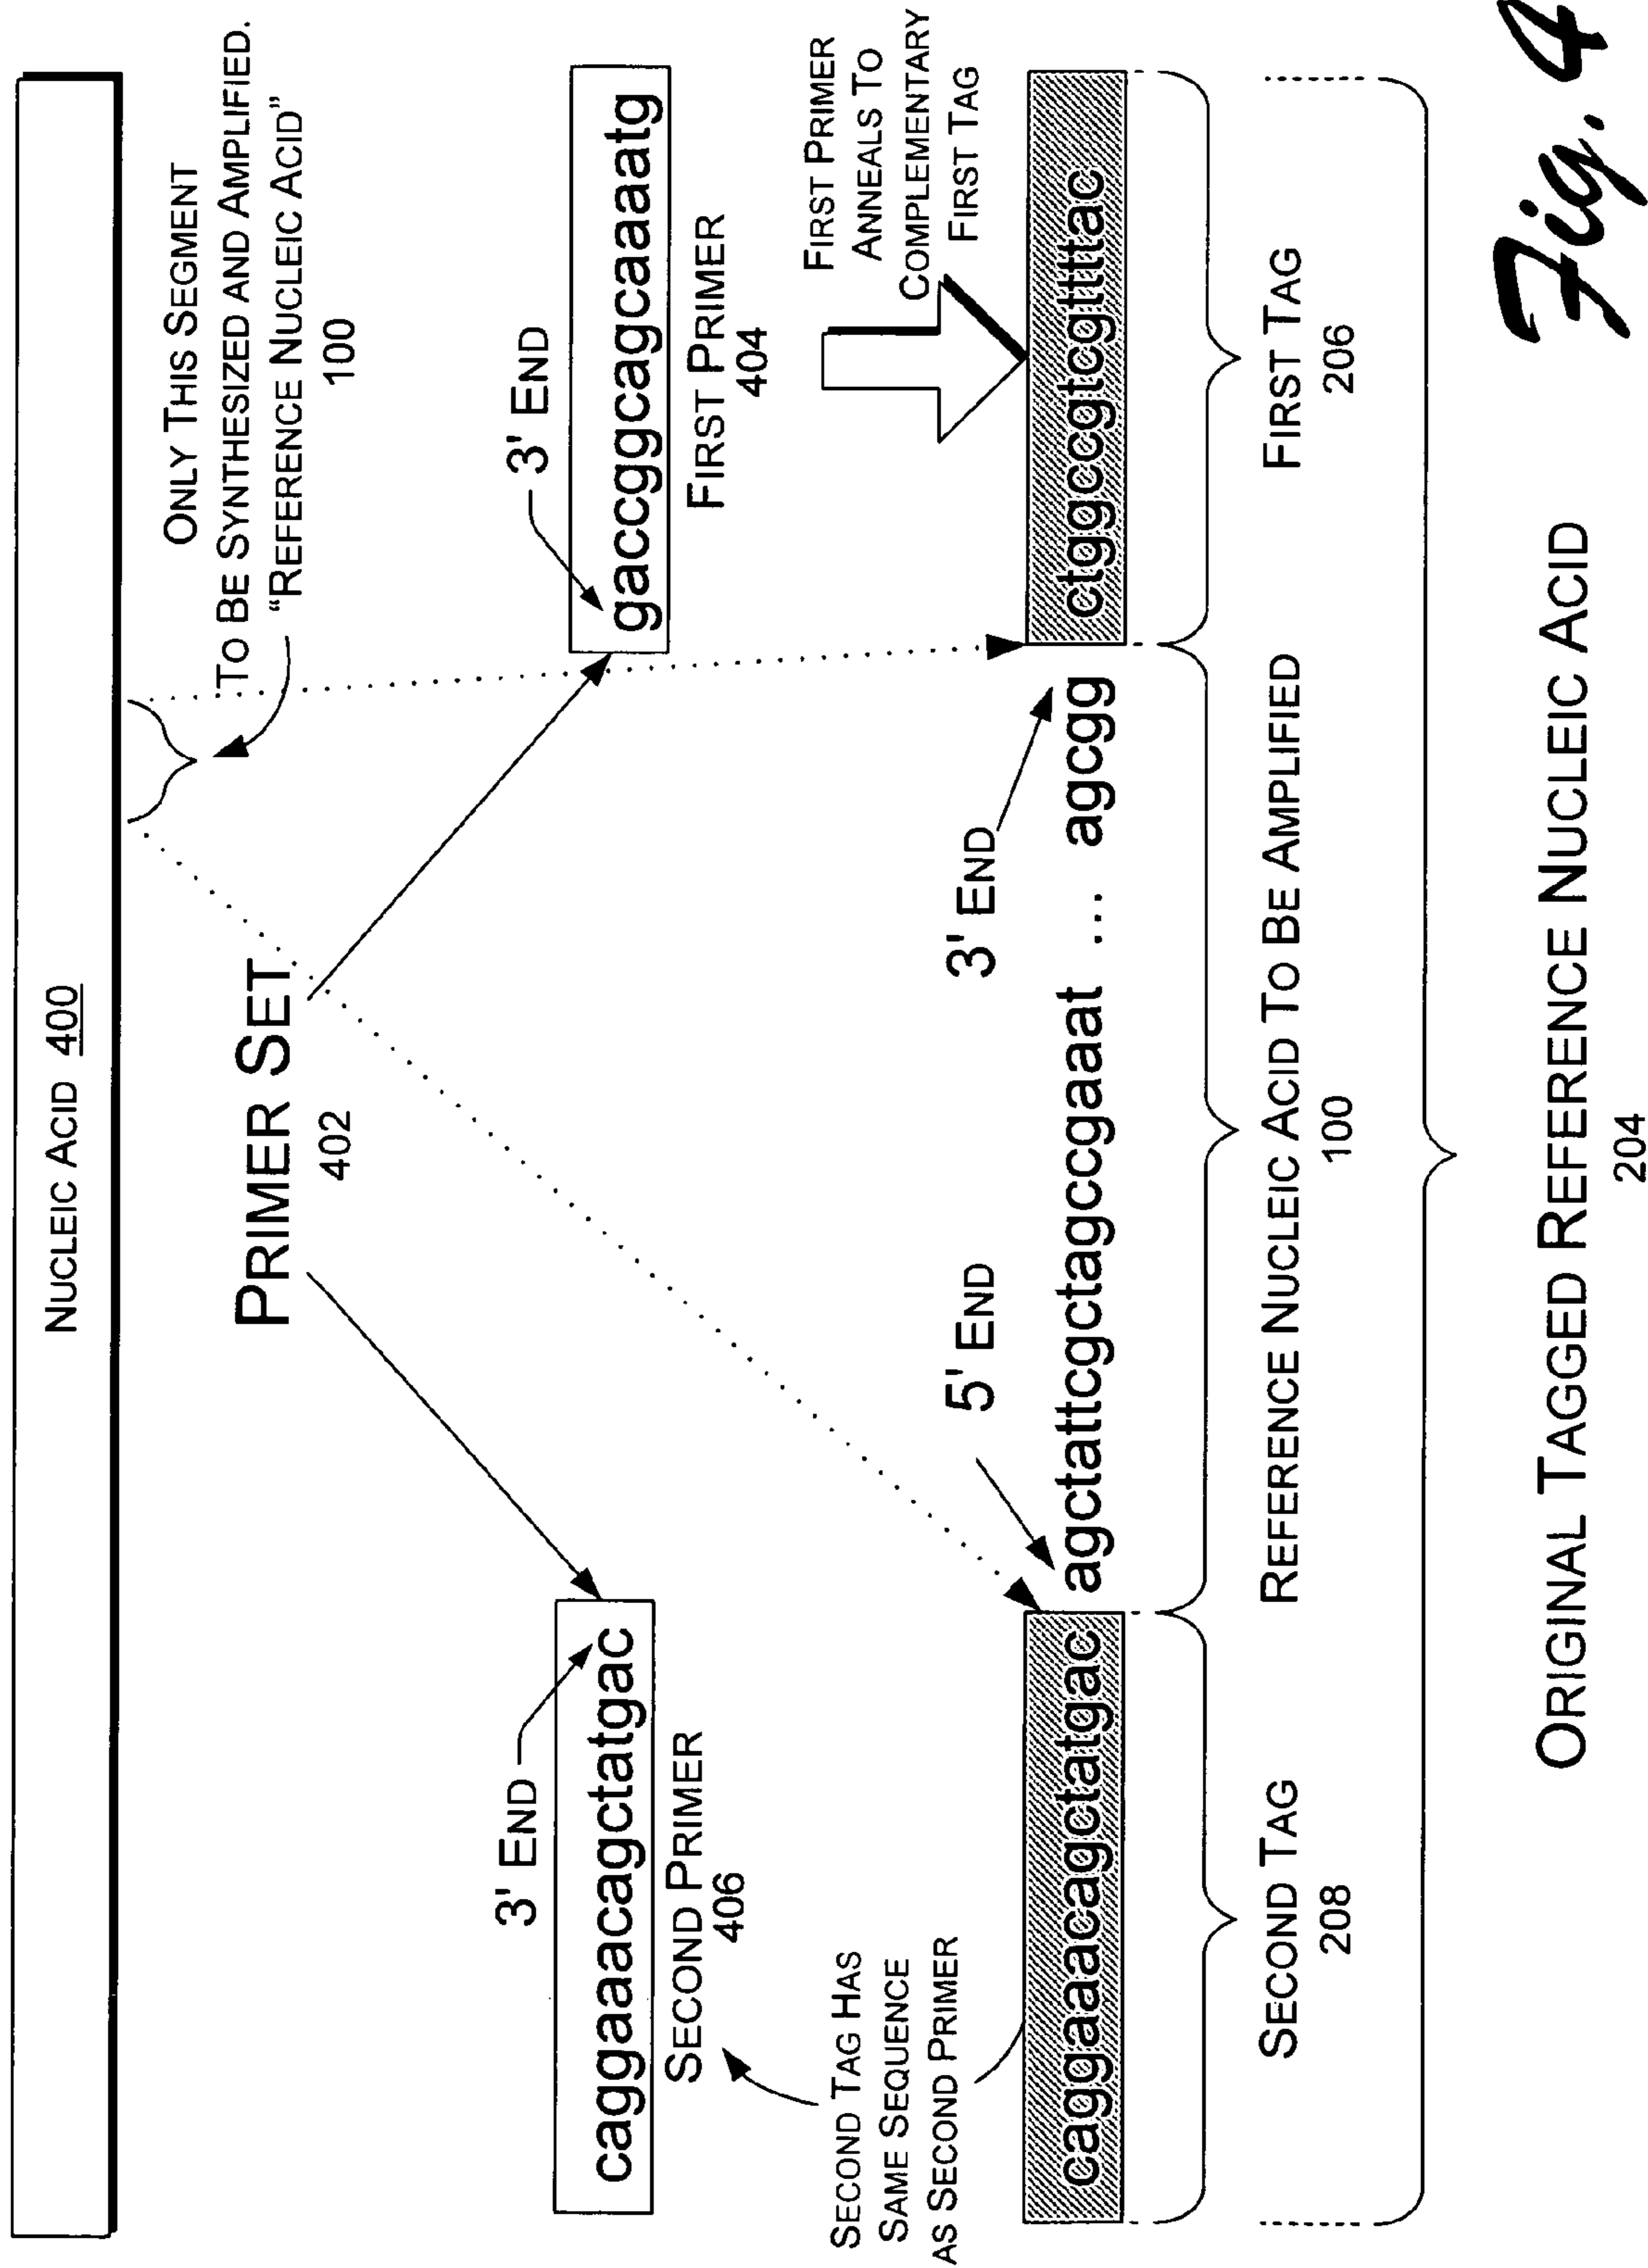 NUCLEIC ACID 400
ONLY THIS SEGMENT
TO BE SYNTHESIZED AND AMPLIFIED.
"REFERENCE NUCLEIC ACID"
100
PRIMER SET
402
3' END
caggaaacagctatgac
SECOND PRIMER
406
3' END
gaccggcagcaaaatg
FIRST PRIMER
404
SECOND TAG HAS
SAME SEQUENCE
AS SECOND PRIMER
FIRST PRIMER
ANNEALS TO
COMPLEMENTARY
FIRST TAG
5' END
3' END
caggaaacagctatgac agctattcgctagccgaaat ... agcgg ctggccgtcgttttac
SECOND TAG
208
REFERENCE NUCLEIC ACID TO BE AMPLIFIED
100
FIRST TAG
206
ORIGINAL TAGGED REFERENCE NUCLEIC ACID
204
Fig. 4